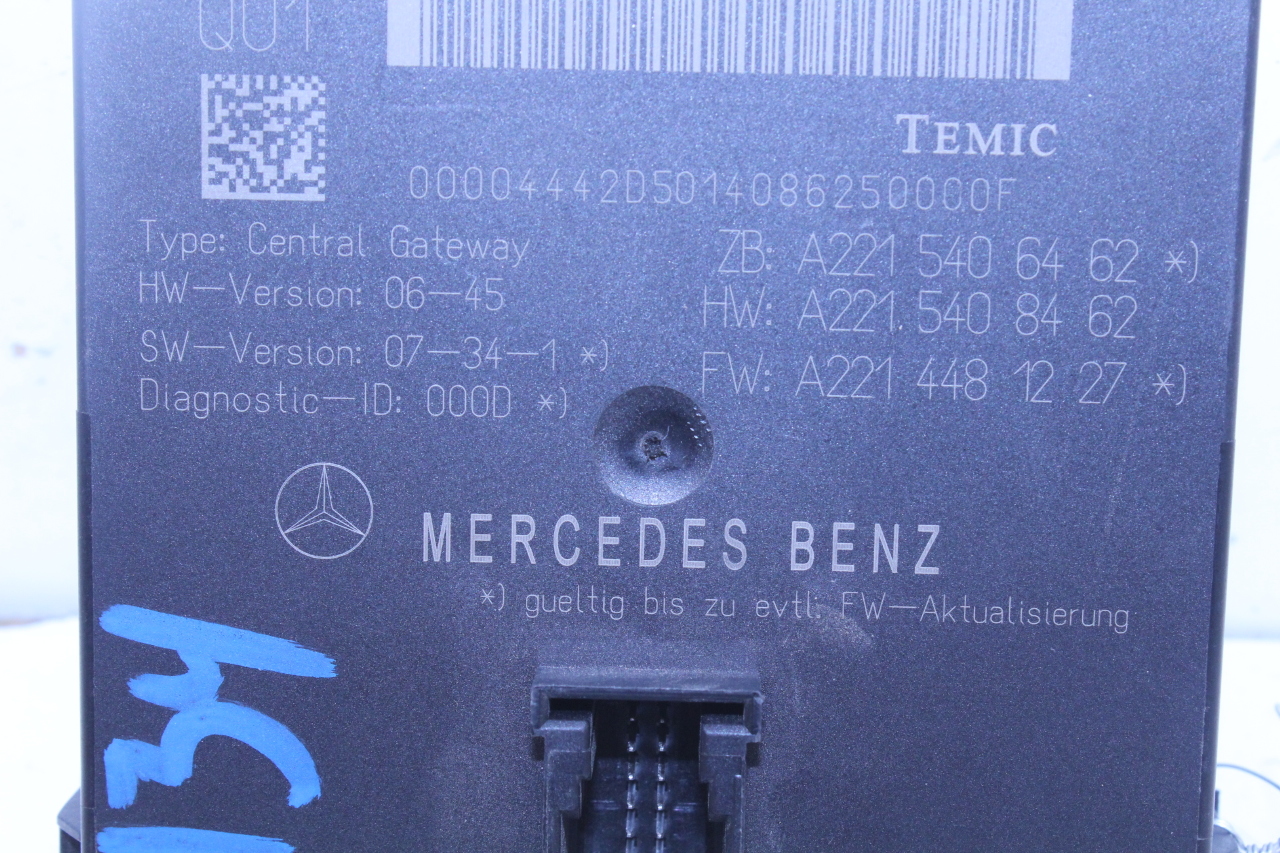 Q01
TEMIC
00004442D5014086250000F
Type: Central Gateway
ZB: A221 540 64 62 *)
HW-Version: 06-45
HW: A221 540 84 62
SW-Version: 07-34-1 *)
FW: A221 448 12 27 *)
Diagnostic-ID: 000D *)
MERCEDES BENZ
*) gueltig bis zu evtl. FW-Aktualisierung